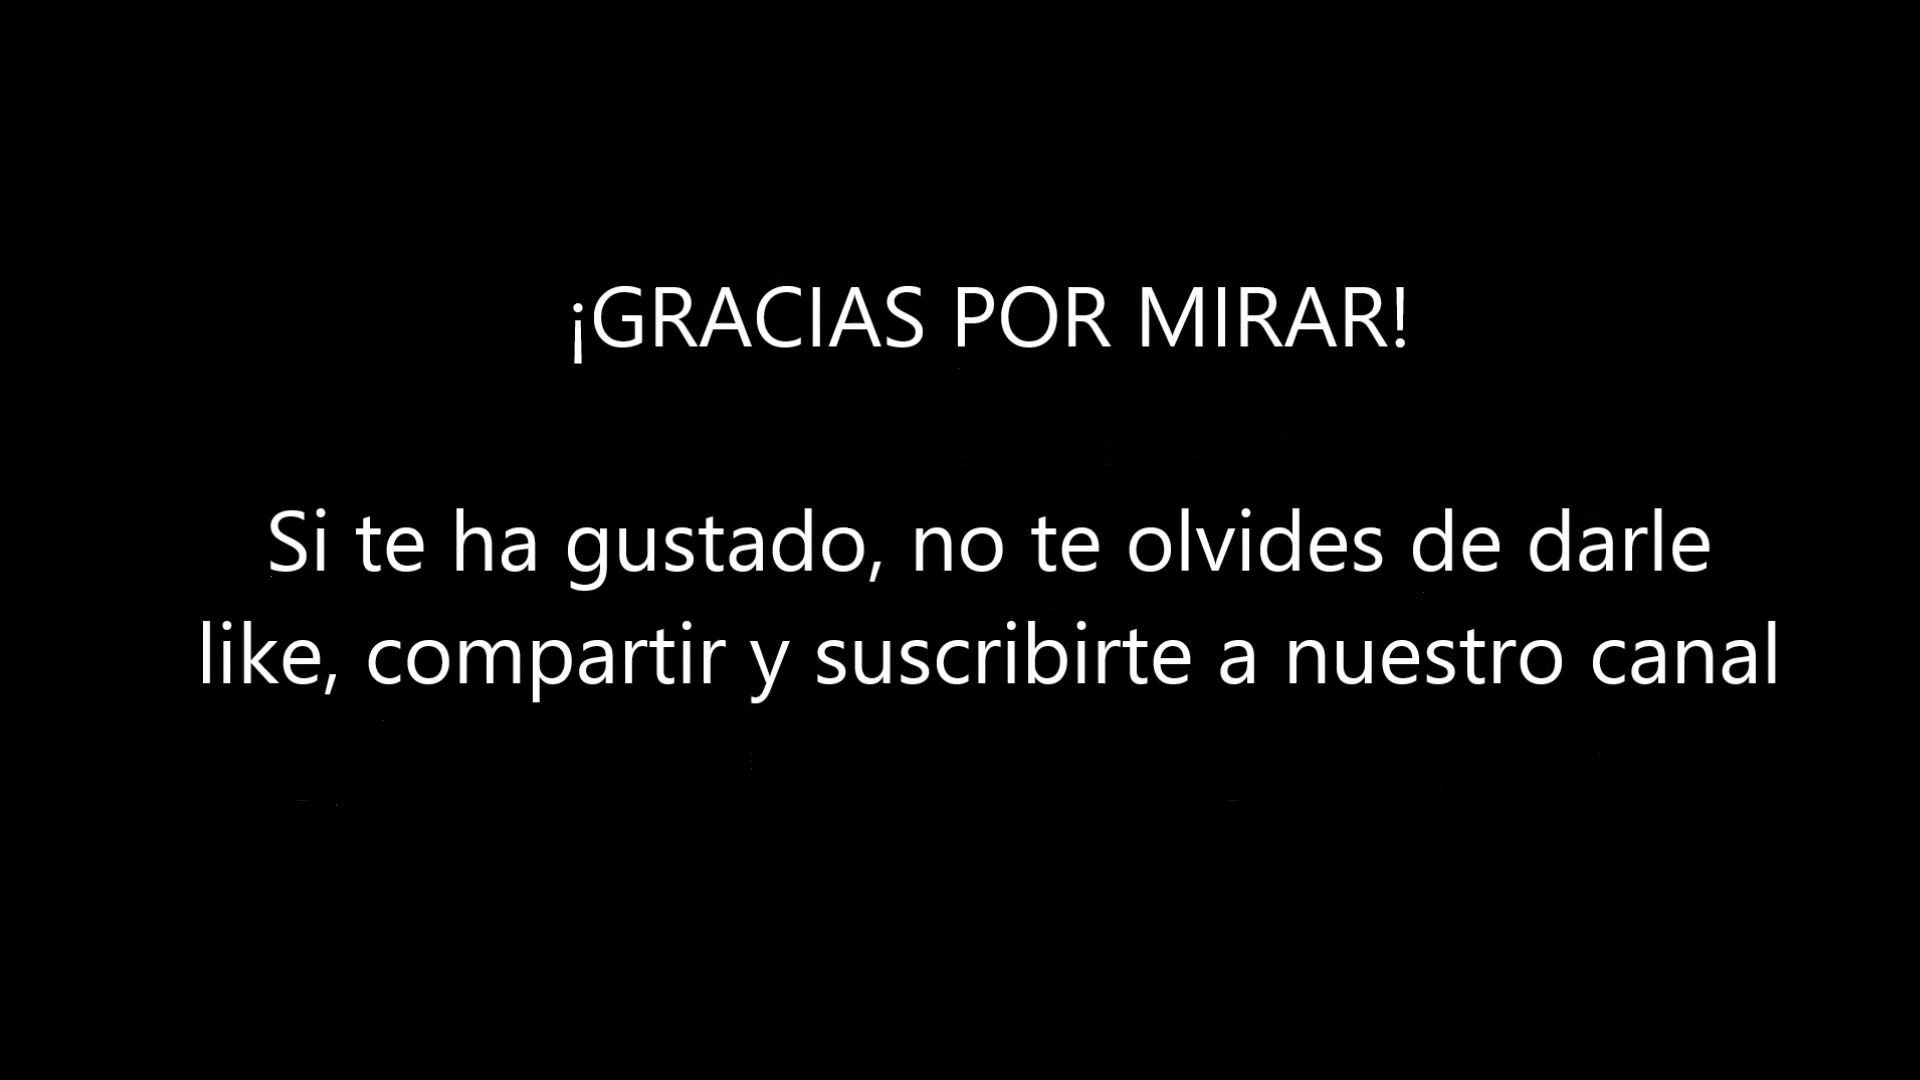 ¡GRACIAS POR MIRAR!
Si te ha gustado, no te olvides de darle
like, compartir y suscribirte a nuestro canal